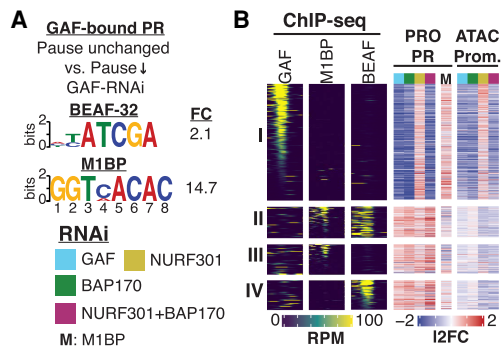 A
GAF-bound PR
Pause unchanged
vs. Pause↓
GAF-RNAi
BEAF-32
FC
2
bits
0
ATCGA
2.1
M1BP
2
bits
0
GGTCACAC
14.7
1 2 3 4 5 6 7 8
RNAi
GAF
NURF301
BAP170
NURF301+BAP170
M: M1BP
B
ChIP-seq
GAF
M1BP
BEAF
PRO
PR
ATAC
Prom.
M
I
II
III
IV
0 100
RPM
−2 2
l2FC